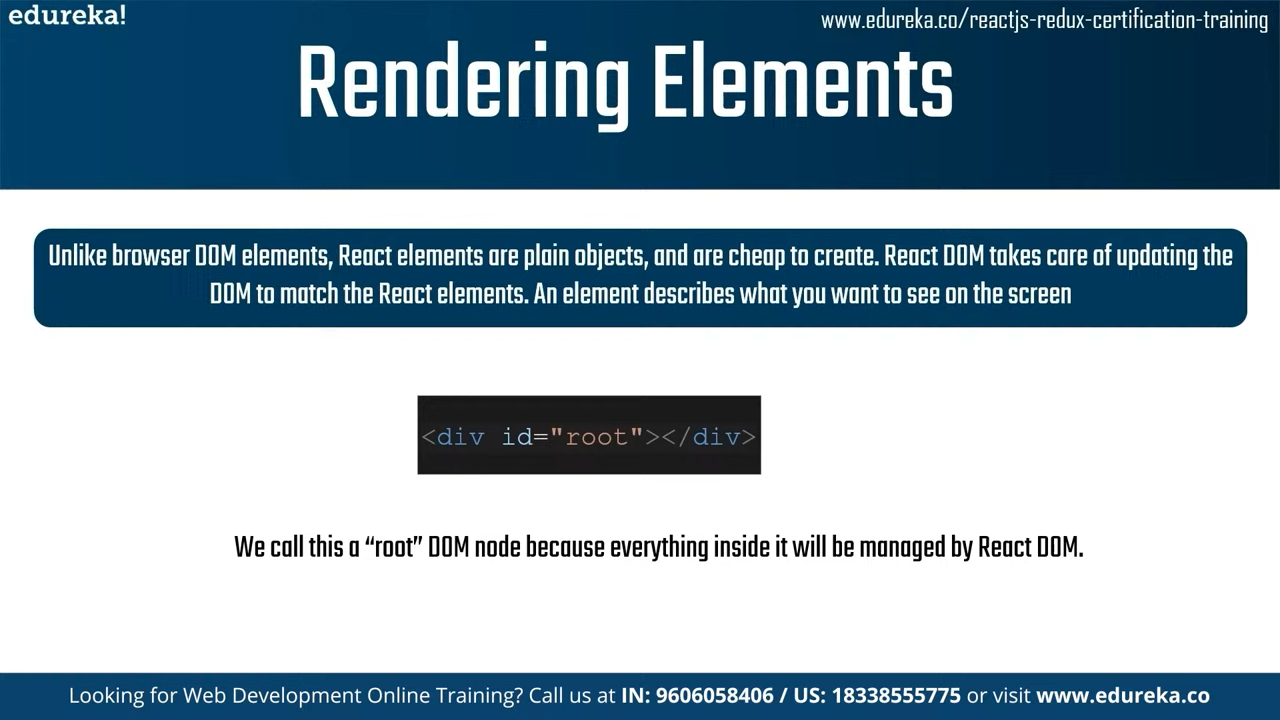 edureka!
www.edureka.co/reactjs-redux-certification-training
Rendering Elements
Unlike browser DOM elements, React elements are plain objects, and are cheap to create. React DOM takes care of updating the
DOM to match the React elements. An element describes what you want to see on the screen
<div id="root"></div>
We call this a “root” DOM node because everything inside it will be managed by React DOM.
Looking for Web Development Online Training? Call us at IN: 9606058406 / US: 18338555775 or visit www.edureka.co